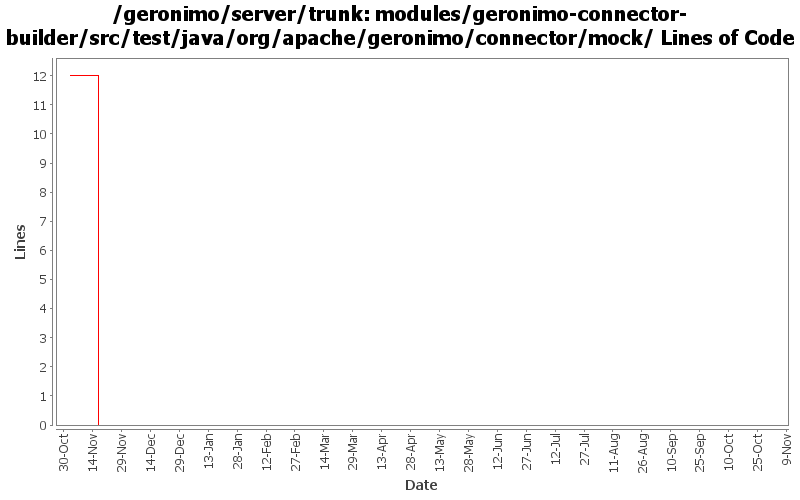 /geronimo/server/trunk: modules/geronimo-connector-
builder/src/test/java/org/apache/geronimo/connector/mock/ Lines of Code
12
11
10
9
8
7
6
5
4
3
2
1
0
Lines
30-Oct
14-Nov
29-Nov
14-Dec
29-Dec
13-Jan
28-Jan
12-Feb
27-Feb
14-Mar
29-Mar
13-Apr
28-Apr
13-May
28-May
12-Jun
27-Jun
12-Jul
27-Jul
11-Aug
26-Aug
10-Sep
25-Sep
10-Oct
25-Oct
9-Nov
Date